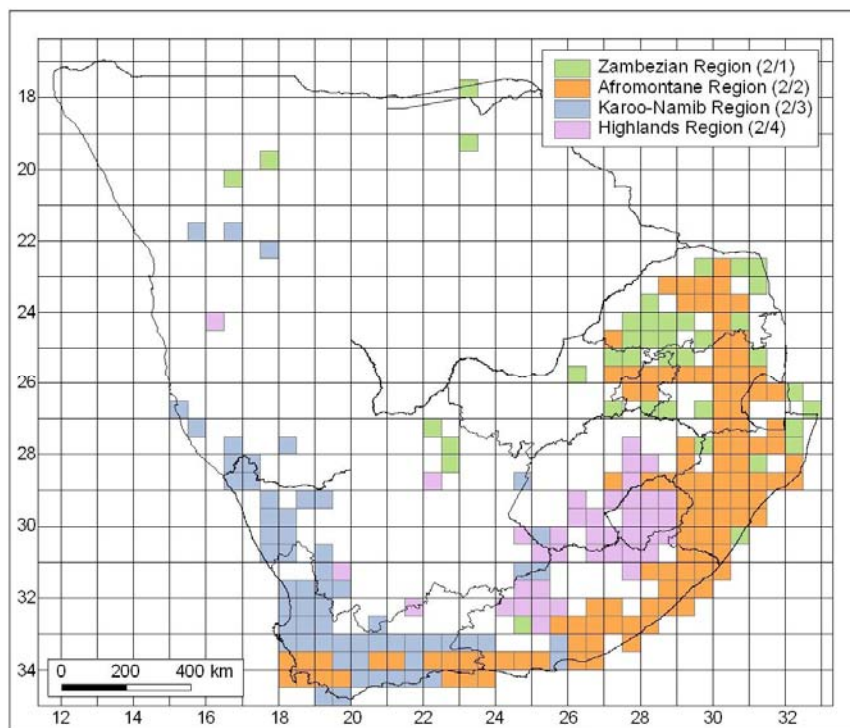 Zambezian Region (2/1)
Afromontane Region (2/2)
Karoo-Namib Region (2/3)
Highlands Region (2/4)
18
20
22
24
26
28
30
32
34
0 200 400 km
12 14 16 18 20 22 24 26 28 30 32